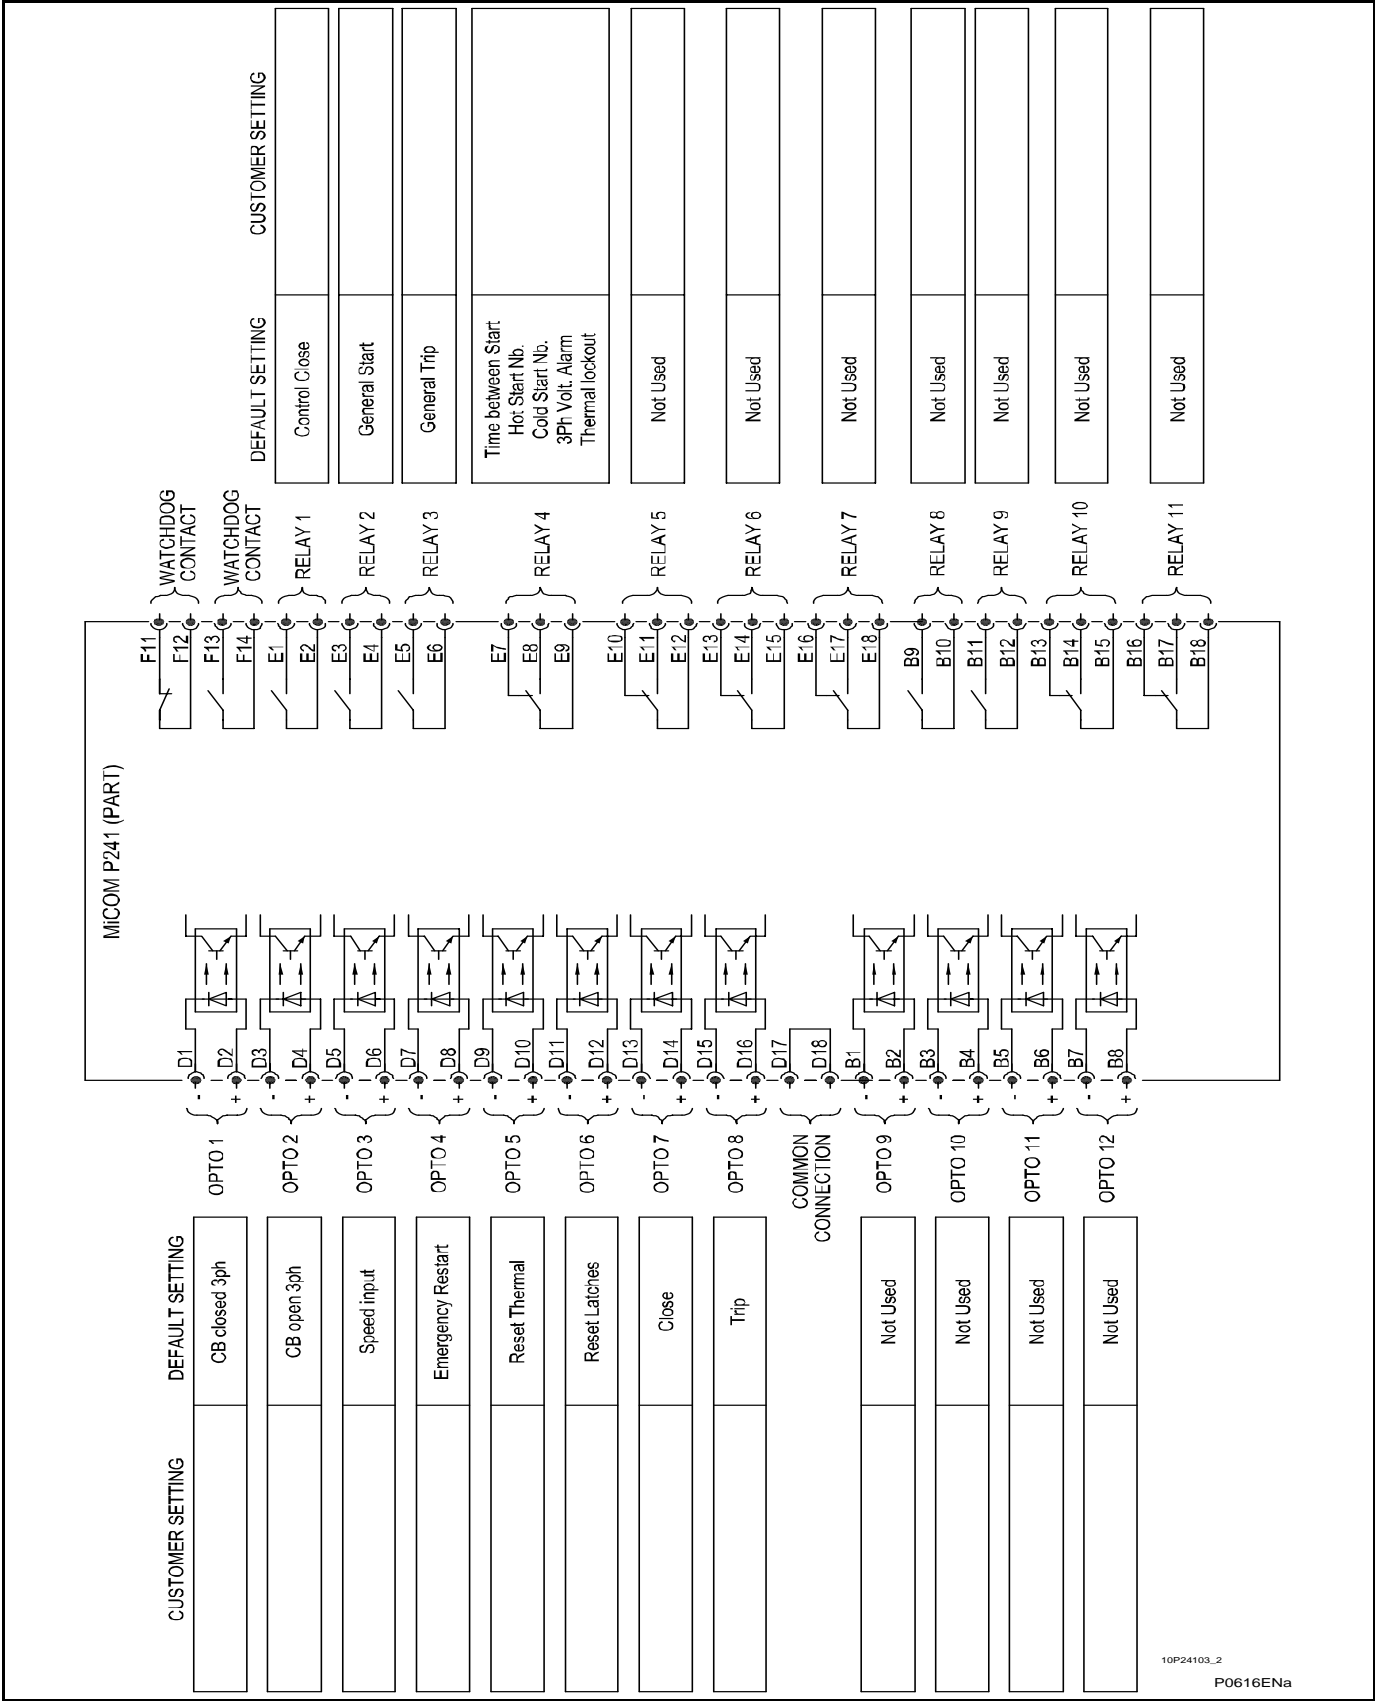 MiCOM P241 (PART)
CUSTOMER SETTING
DEFAULT SETTING
OPTO 1
CB closed 3ph
- D1
+ D2
OPTO 2
CB open 3ph
- D3
+ D4
OPTO 3
Speed input
- D5
+ D6
OPTO 4
Emergency Restart
- D7
+ D8
OPTO 5
Reset Thermal
- D9
+ D10
OPTO 6
Reset Latches
- D11
+ D12
OPTO 7
Close
- D13
+ D14
OPTO 8
Trip
- D15
+ D16
COMMON
CONNECTION
D17
D18
OPTO 9
Not Used
- B1
+ B2
OPTO 10
Not Used
- B3
+ B4
OPTO 11
Not Used
- B5
+ B6
OPTO 12
Not Used
- B7
+ B8
DEFAULT SETTING
CUSTOMER SETTING
F11
F12
WATCHDOG
CONTACT
F13
F14
WATCHDOG
CONTACT
E1
E2
RELAY 1
Control Close
E3
E4
RELAY 2
General Start
E5
E6
RELAY 3
General Trip
E7
E8
E9
RELAY 4
Time between Start
Hot Start Nb.
Cold Start Nb.
3Ph Volt. Alarm
Thermal lockout
E10
E11
E12
RELAY 5
Not Used
E13
E14
E15
RELAY 6
Not Used
E16
E17
E18
RELAY 7
Not Used
B9
B10
RELAY 8
Not Used
B11
B12
RELAY 9
Not Used
B13
B14
B15
RELAY 10
Not Used
B16
B17
B18
RELAY 11
Not Used
10P24103_2
P0616ENa